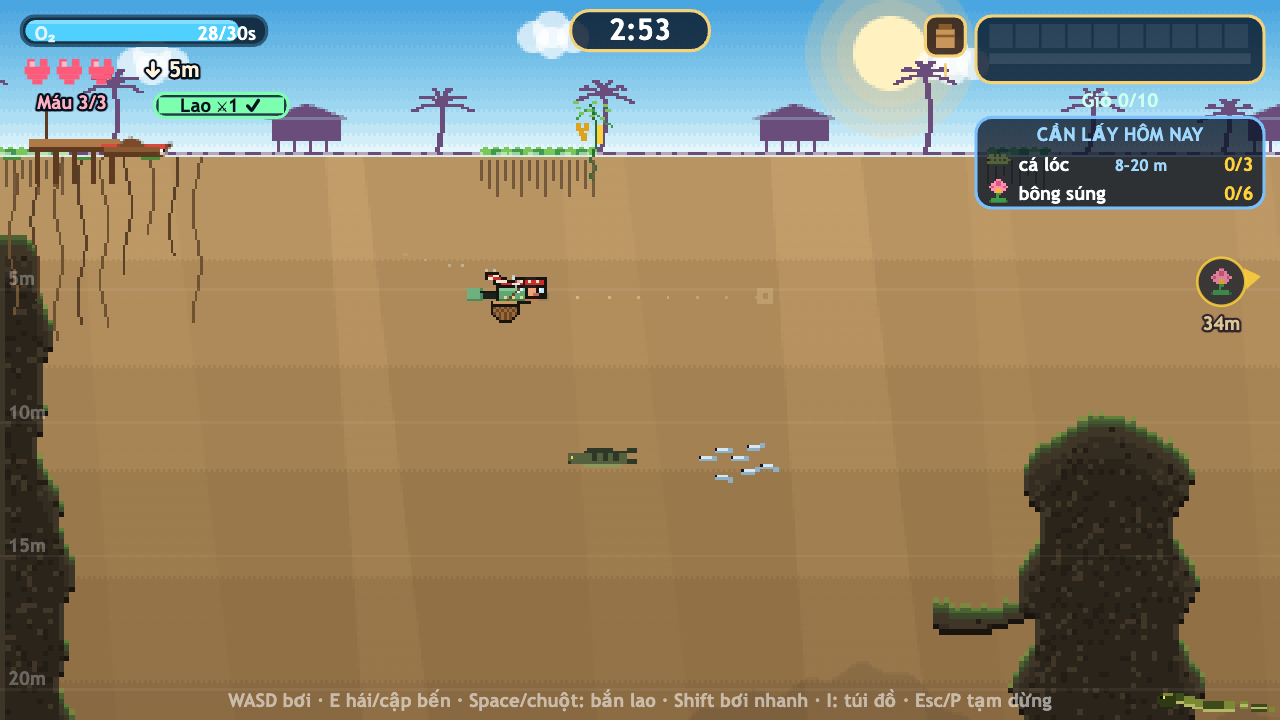 O₂ 28/30s
2:53
5m
Máu 3/3
Lao x1
Giỏ 0/10
CẦN LẤY HÔM NAY
cá lóc 8-20 m 0/3
bông súng 0/6
5m
34m
10m
15m
20m
WASD bơi · E hái/cập bến · Space/chuột: bắn lao · Shift bơi nhanh · I: túi đồ · Esc/P tạm dừng